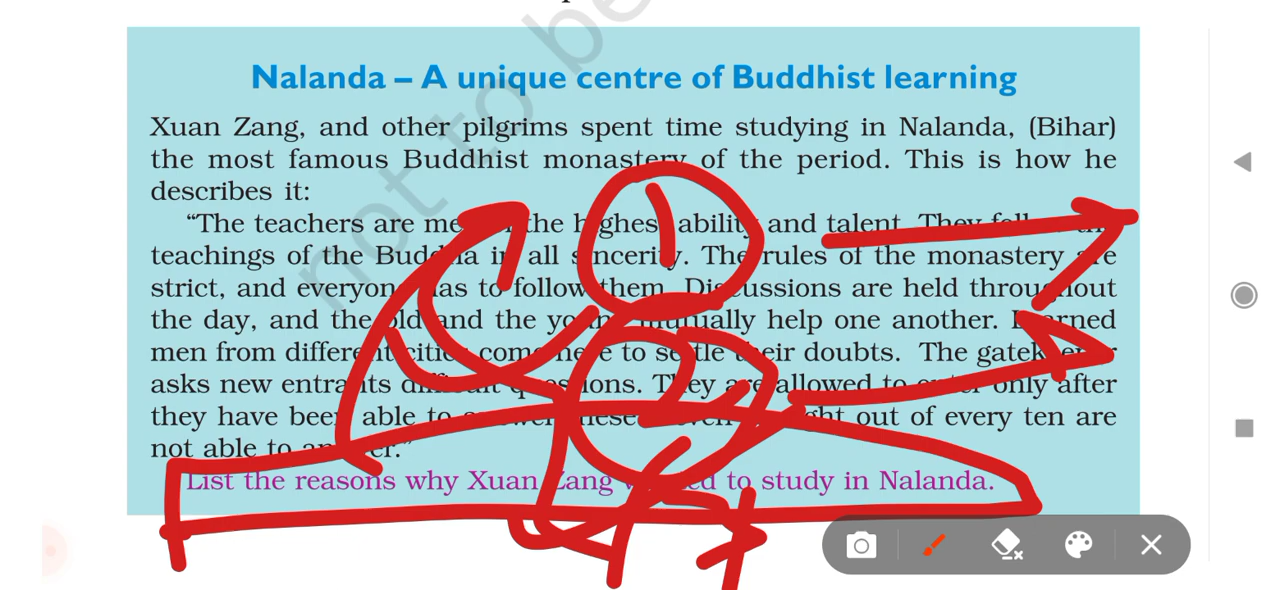 Nalanda – A unique centre of Buddhist learning
Xuan Zang, and other pilgrims spent time studying in Nalanda, (Bihar)
the most famous Buddhist monastery of the period. This is how he
describes it:
“The teachers are men of the highest ability and talent. They follow the
teachings of the Buddha in all sincerity. The rules of the monastery are
strict, and everyone has to follow them. Discussions are held throughout
the day, and the old and the young mutually help one another. Learned
men from different cities come here to settle their doubts. The gatekeeper
asks new entrants difficult questions. They are allowed to enter only after
they have been able to answer these. Seven or eight out of every ten are
not able to answer.”
List the reasons why Xuan Zang wanted to study in Nalanda.
not to be